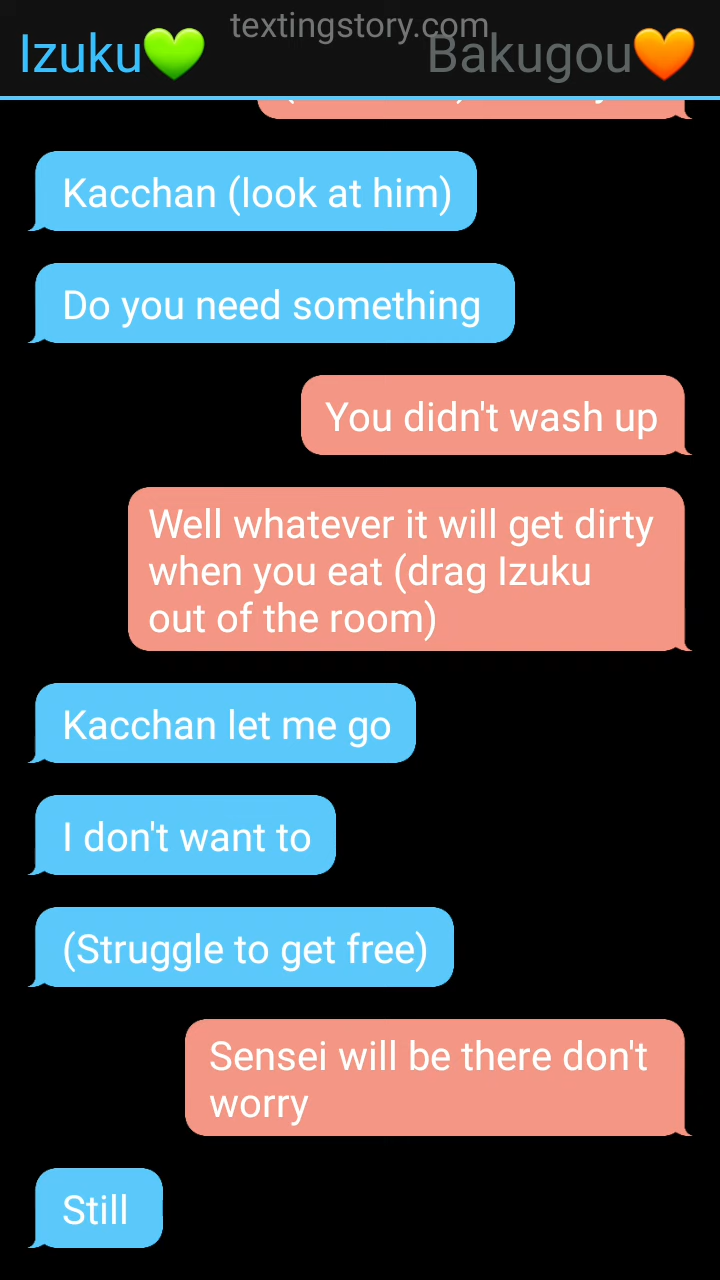 textingstory.com
Izuku💚
Bakugou🧡
Kacchan (look at him)
Do you need something
You didn't wash up
Well whatever it will get dirty
when you eat (drag Izuku
out of the room)
Kacchan let me go
I don't want to
(Struggle to get free)
Sensei will be there don't
worry
Still